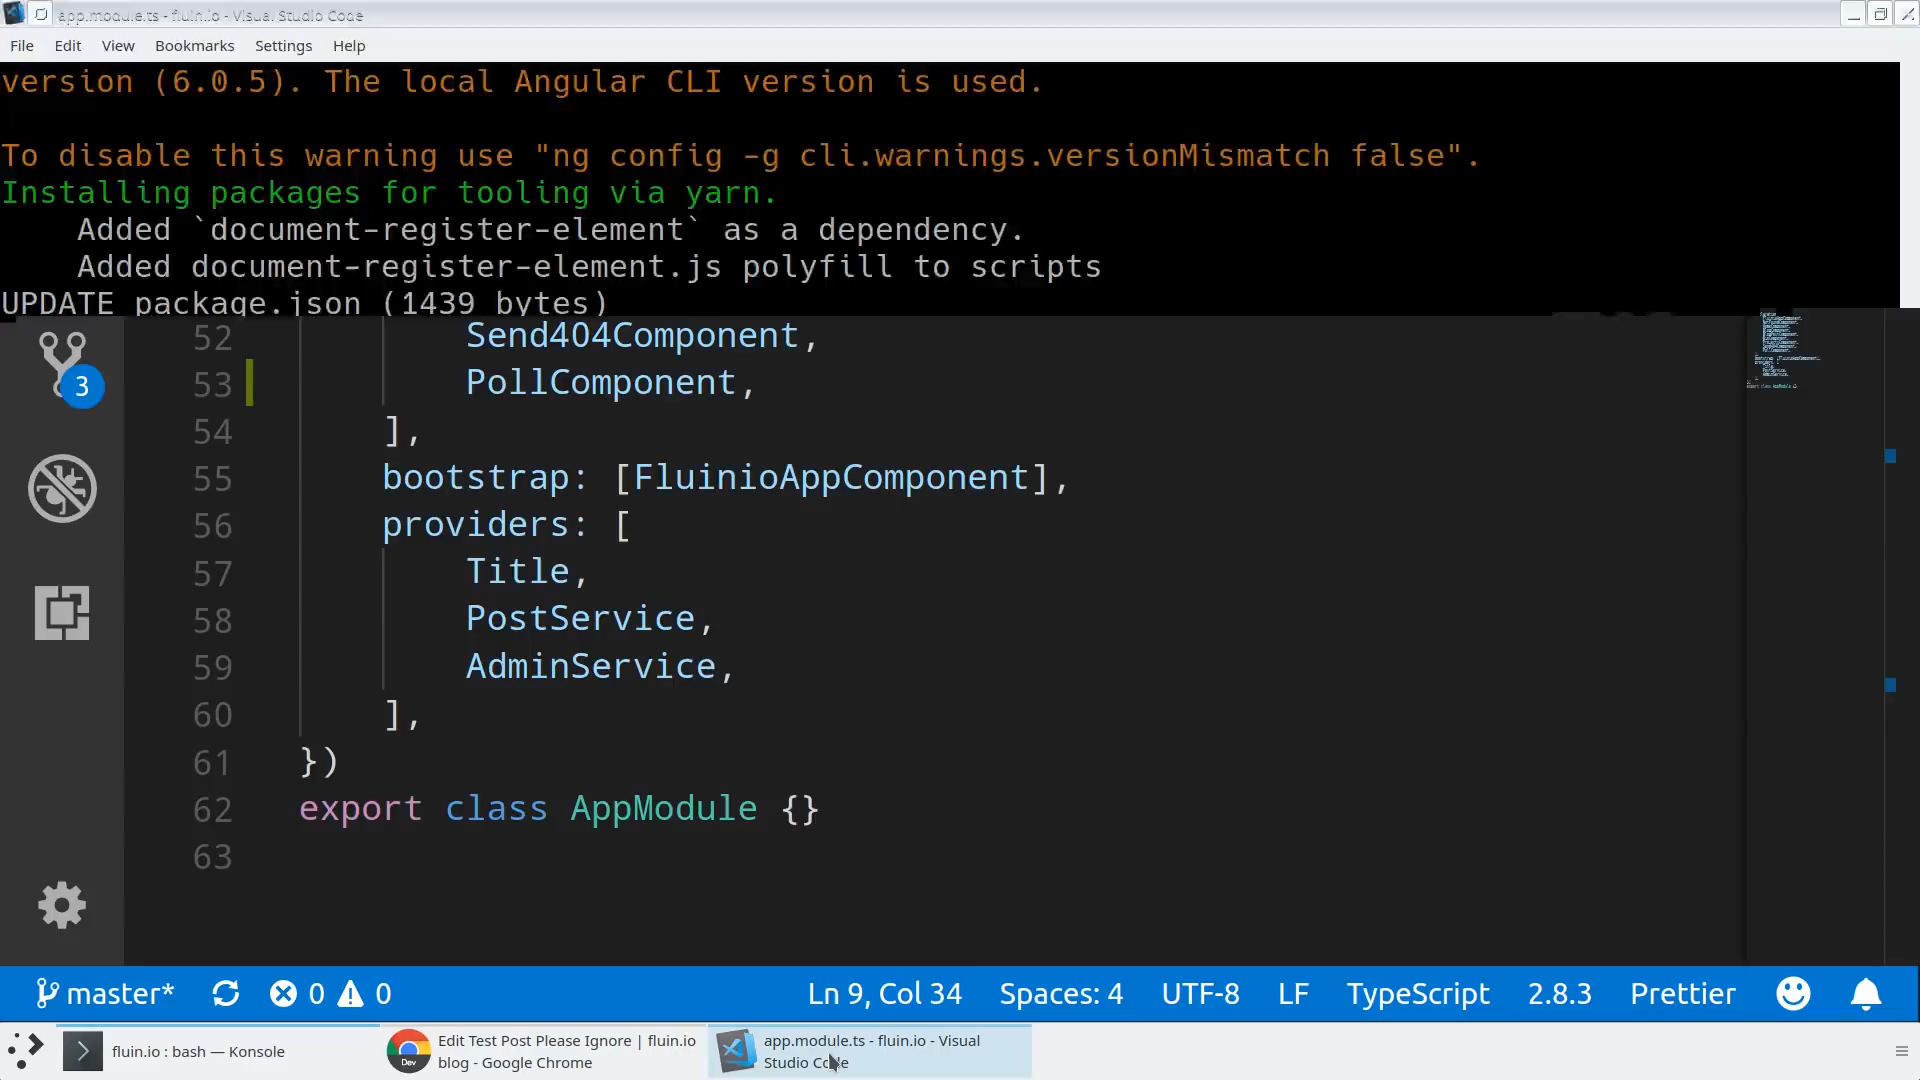 app.module.ts - fluin.io - Visual Studio Code
File Edit View Bookmarks Settings Help
version (6.0.5). The local Angular CLI version is used.
To disable this warning use "ng config -g cli.warnings.versionMismatch false".
Installing packages for tooling via yarn.
Added `document-register-element` as a dependency.
Added document-register-element.js polyfill to scripts
UPDATE package.json (1439 bytes)
52 Send404Component,
53 PollComponent,
54 ],
55 bootstrap: [FluinioAppComponent],
56 providers: [
57 Title,
58 PostService,
59 AdminService,
60 ],
61 })
62 export class AppModule {}
63
3
master* 0 0 Ln 9, Col 34 Spaces: 4 UTF-8 LF TypeScript 2.8.3 Prettier
fluin.io : bash — Konsole
Dev
Edit Test Post Please Ignore | fluin.io
blog - Google Chrome
app.module.ts - fluin.io - Visual
Studio Code